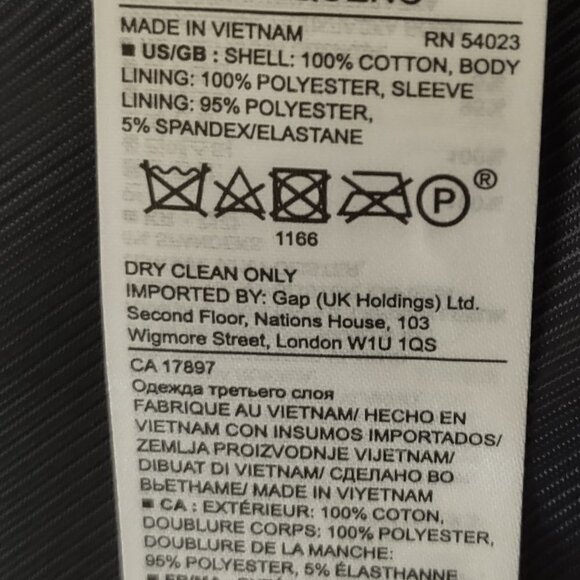 MADE IN VIETNAM RN 54023
■ US/GB : SHELL: 100% COTTON, BODY
LINING: 100% POLYESTER, SLEEVE
LINING: 95% POLYESTER,
5% SPANDEX/ELASTANE
P ®
1166
DRY CLEAN ONLY
IMPORTED BY: Gap (UK Holdings) Ltd.
Second Floor, Nations House, 103
Wigmore Street, London W1U 1QS
CA 17897
Одежда третьего слоя
FABRIQUE AU VIETNAM/ HECHO EN
VIETNAM CON INSUMOS IMPORTADOS/
ZEMLJA PROIZVODNJE VIJETNAM/
DIBUAT DI VIETNAM/ СДЕЛАНО ВО
ВЬЕТНАМЕ/ MADE IN VIYETNAM
■ CA : EXTÉRIEUR: 100% COTON,
DOUBLURE CORPS: 100% POLYESTER,
DOUBLURE DE LA MANCHE:
95% POLYESTER, 5% ÉLASTHANNE